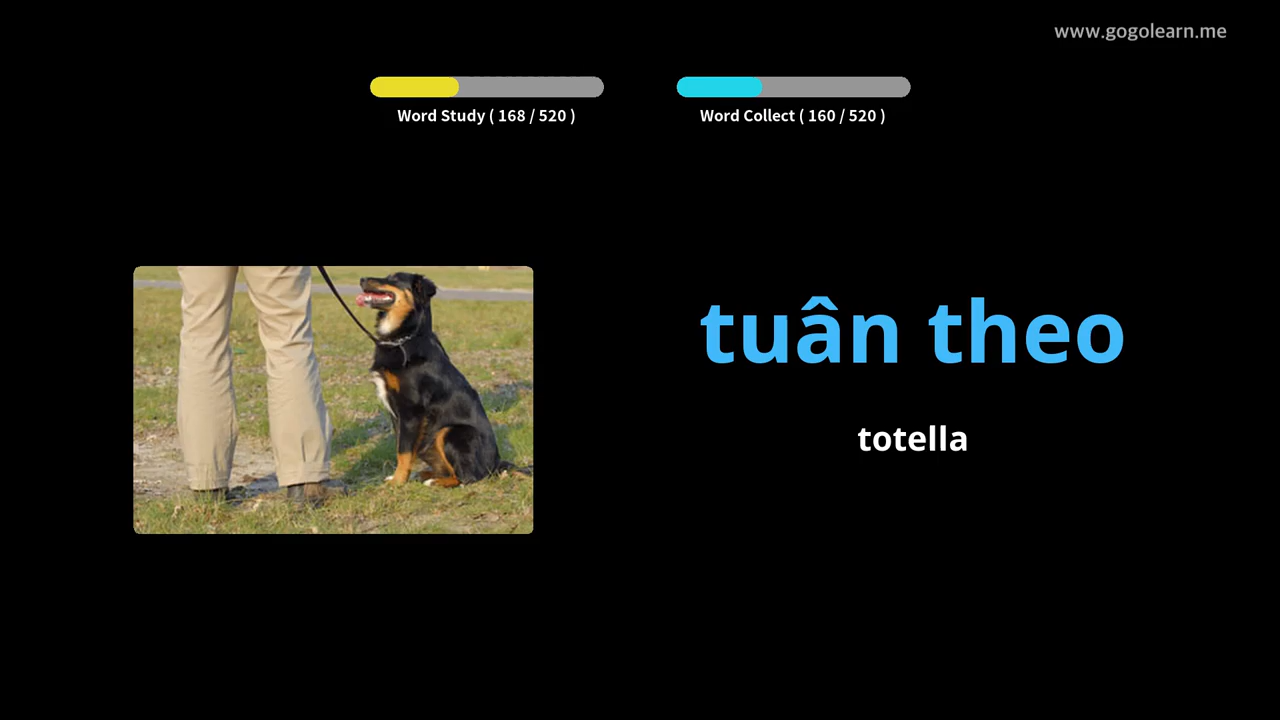 www.gogolearn.me
Word Study ( 168 / 520 )
Word Collect ( 160 / 520 )
tuân theo
totella